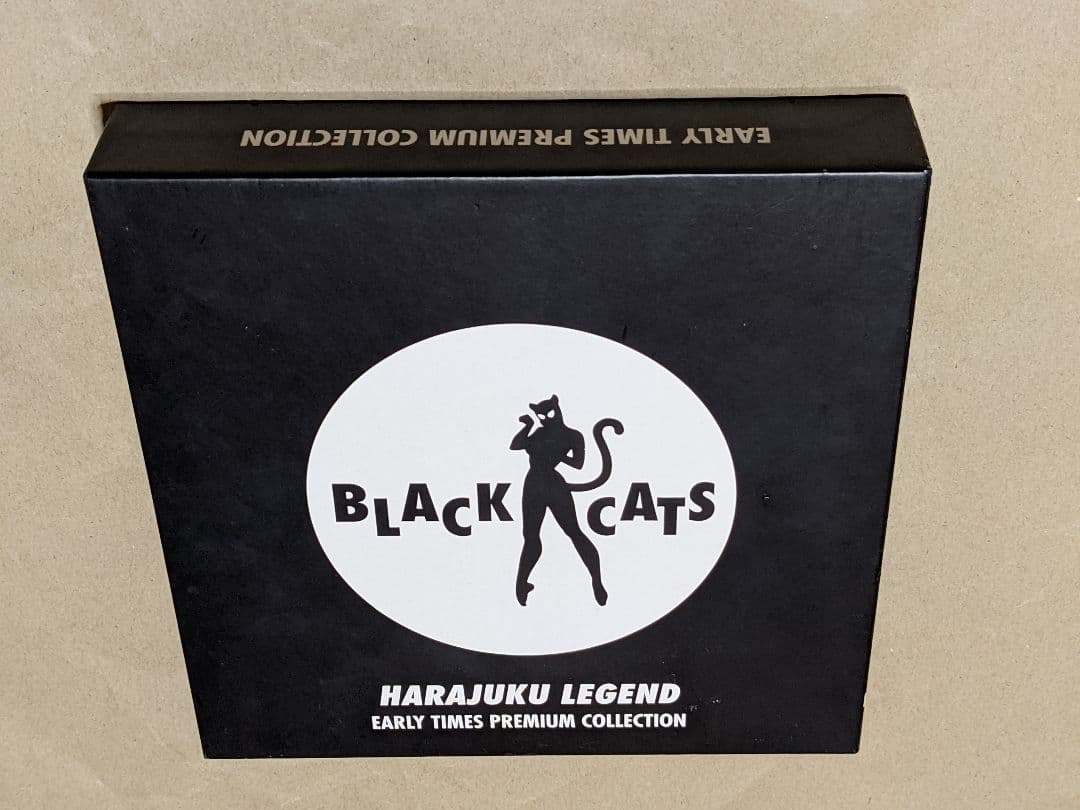 EARLY TIMES PREMIUM COLLECTION
BLACK CATS
HARAJUKU LEGEND
EARLY TIMES PREMIUM COLLECTION